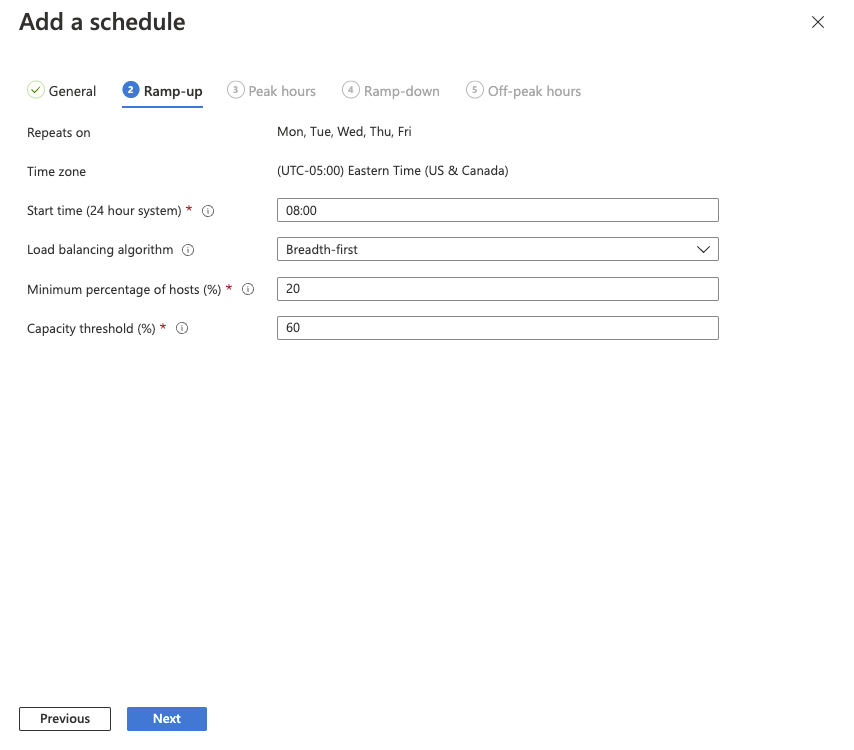 Add a schedule
General 2 Ramp-up 3 Peak hours 4 Ramp-down 5 Off-peak hours
Repeats on Mon, Tue, Wed, Thu, Fri
Time zone (UTC-05:00) Eastern Time (US & Canada)
Start time (24 hour system) * 08:00
Load balancing algorithm Breadth-first
Minimum percentage of hosts (%) * 20
Capacity threshold (%) * 60
Previous Next